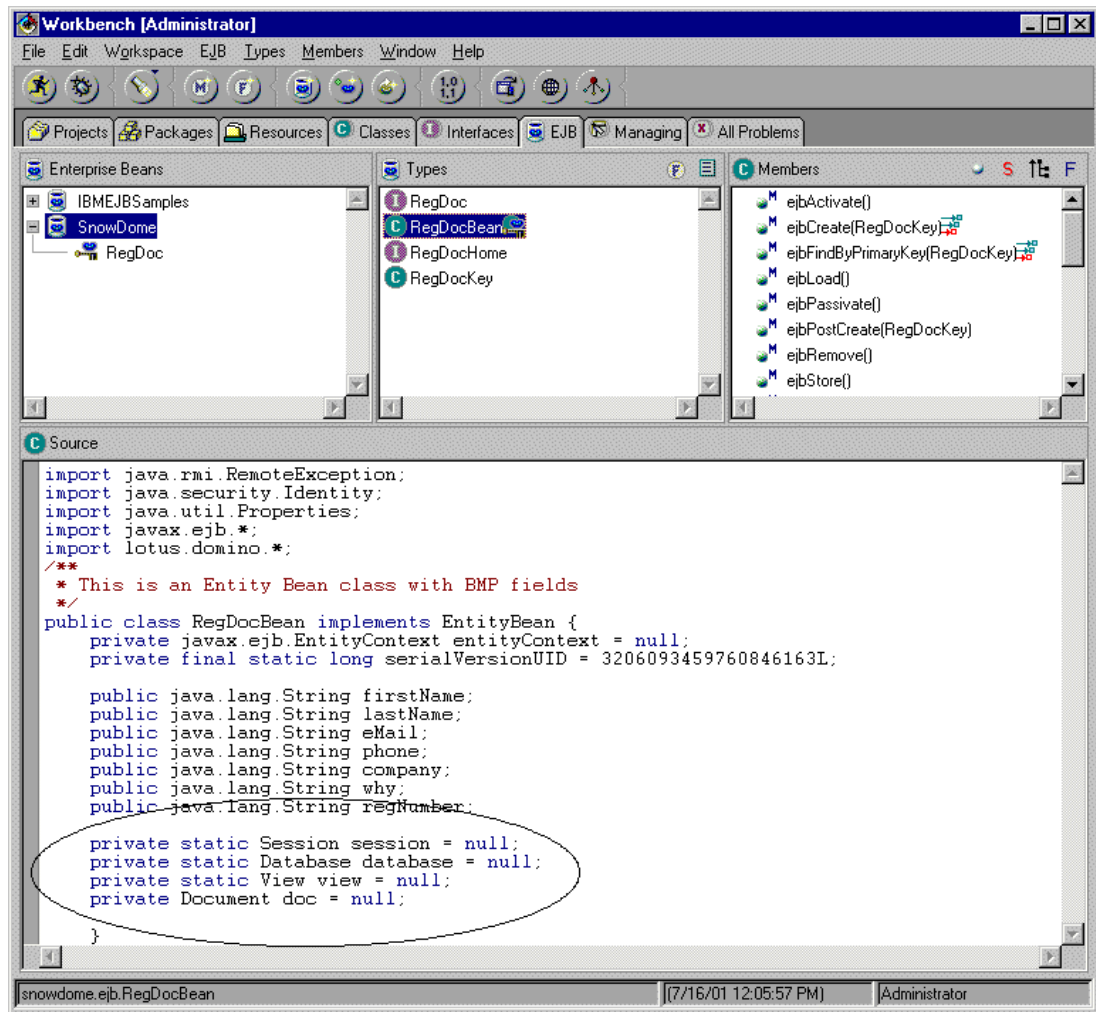 Workbench [Administrator]
File Edit Workspace EJB Types Members Window Help
M F 1.0 1.1
Projects Packages Resources C Classes I Interfaces EJB Managing All Problems
Enterprise Beans
IBMEJBSamples
SnowDome
RegDoc
Types F
I RegDoc
C RegDocBean
I RegDocHome
C RegDocKey
C Members S F
M ejbActivate()
M ejbCreate(RegDocKey)
M ejbFindByPrimaryKey(RegDocKey)
M ejbLoad()
M ejbPassivate()
M ejbPostCreate(RegDocKey)
M ejbRemove()
M ejbStore()
C Source
import java.rmi.RemoteException;
import java.security.Identity;
import java.util.Properties;
import javax.ejb.*;
import lotus.domino.*;
/**
* This is an Entity Bean class with BMP fields
*/
public class RegDocBean implements EntityBean {
private javax.ejb.EntityContext entityContext = null;
private final static long serialVersionUID = 3206093459760846163L;
public java.lang.String firstName;
public java.lang.String lastName;
public java.lang.String eMail;
public java.lang.String phone;
public java.lang.String company;
public java.lang.String why;
public java.lang.String regNumber;
private static Session session = null;
private static Database database = null;
private static View view = null;
private Document doc = null;
}
snowdome.ejb.RegDocBean (7/16/01 12:05:57 PM) Administrator